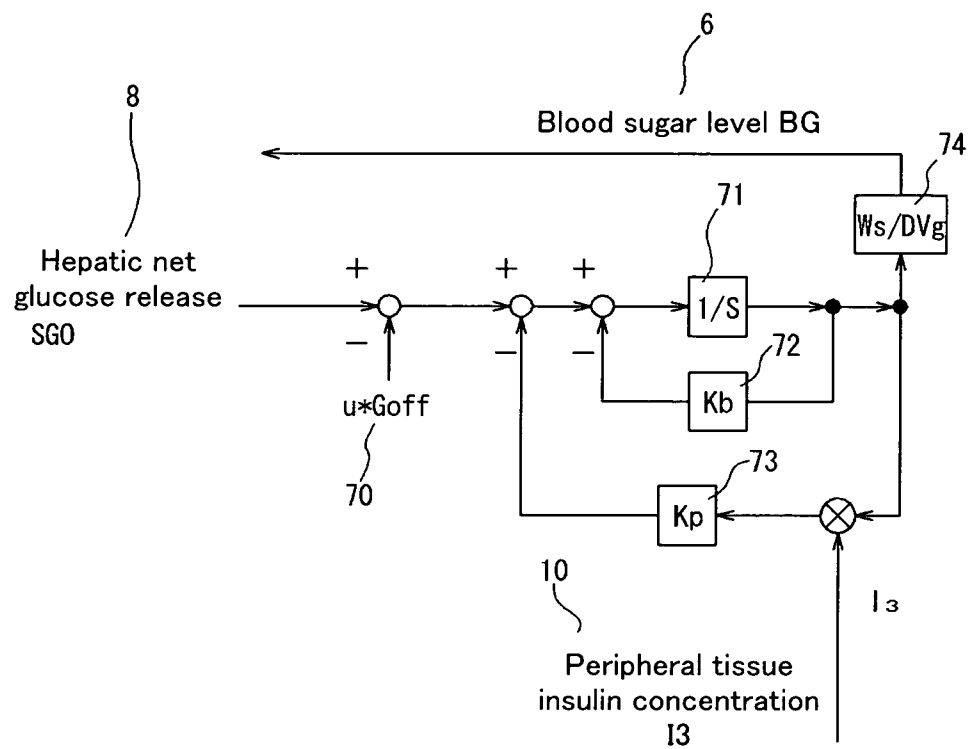 6
8
Blood sugar level BG
74
Ws/DVg
71
Hepatic net
glucose release
SGO
+
+
+
1/S
−
−
−
72
Kb
u*Goff
70
73
Kp
10
I₃
Peripheral tissue
insulin concentration
I3